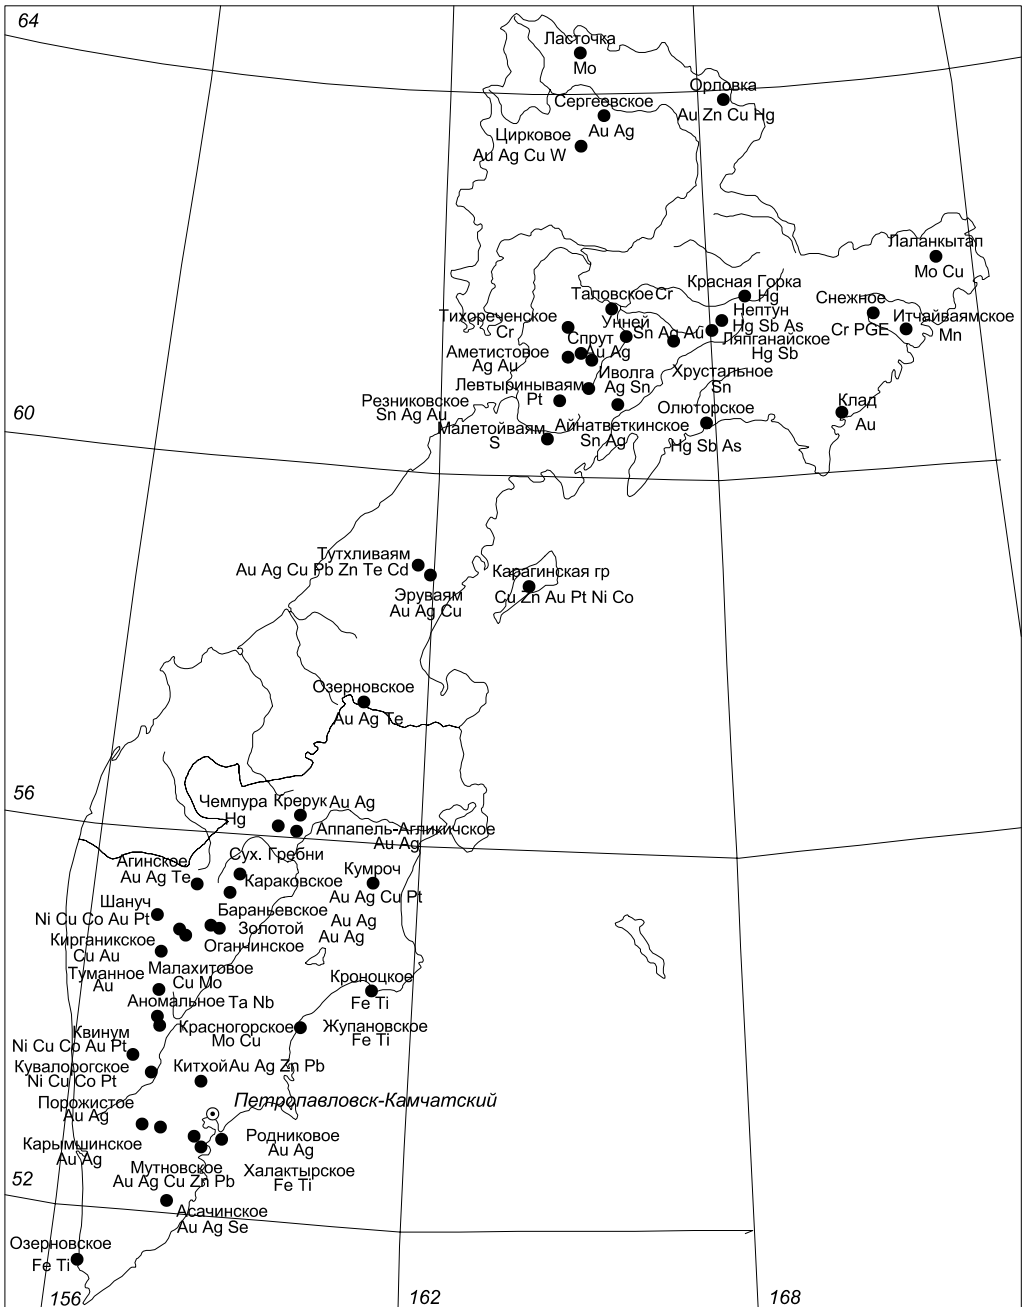 64
Ласточка
Mo
Орловка
Au Zn Cu Hg
Сергеевское
Au Ag
Цирковое
Au Ag Cu W
Лаланкытап
Mo Cu
Красная Горка
Hg
Снежное
Cr PGE
Итчайваямское
Mn
Таловское Cr
Тихореченское
Cr
Унней
Sn Ag Au
Нептун
Hg Sb As
Ляпганайское
Hg Sb
Спрут
Au Ag
Аметистовое
Ag Au
Иволга
Ag Sn
Хрустальное
Sn
Левтыринываям
Pt
Резниковское
Sn Ag Au
Клад
Au
Олюторское
Hg Sb As
60
Малетойваям
S
Айнатветкинское
Sn Ag
Тутхливаям
Au Ag Cu Pb Zn Te Cd
Эруваям
Au Ag Cu
Карагинская гр
Cu Zn Au Pt Ni Co
Озерновское
Au Ag Te
56
Чемпура
Hg
Крерук Au Ag
Аппапель-Агликичское
Au Ag
Сух. Гребни
Агинское
Au Ag Te
Караковское
Кумроч
Au Ag Cu Pt
Шануч
Ni Cu Co Au Pt
Бараньевское
Au Ag
Золотой
Au Ag
Оганчинское
Кирганикское
Cu Au
Туманное
Au
Малахитовое
Cu Mo
Кроноцкое
Fe Ti
Аномальное Ta Nb
Красногорское
Mo Cu
Жупановское
Fe Ti
Квинум
Ni Cu Co Au Pt
Кувалорогское
Ni Cu Co Pt
Китхой Au Ag Zn Pb
Порожистое
Au Ag
Петропавловск-Камчатский
Карымшинское
Au Ag
Родниковое
Au Ag
Мутновское
Au Ag Cu Zn Pb
Халактырское
Fe Ti
52
Асачинское
Au Ag Se
Озерновское
Fe Ti
156
162
168